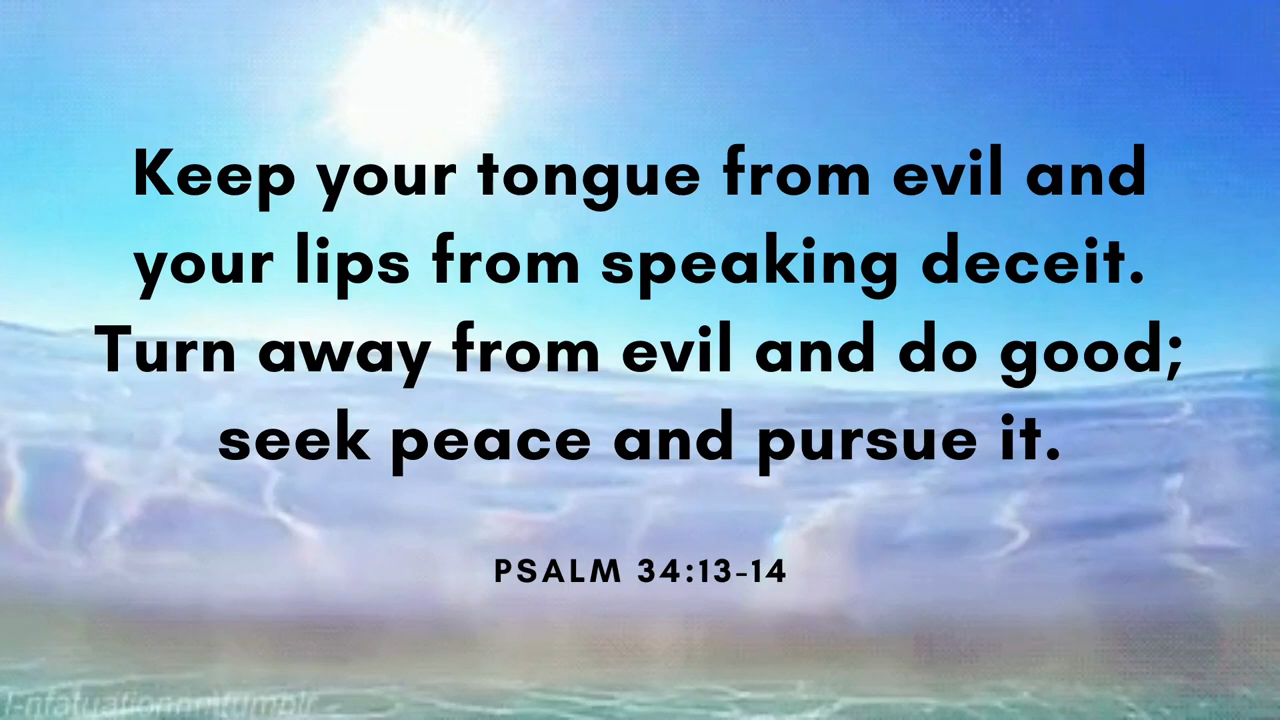 Keep your tongue from evil and
your lips from speaking deceit.
Turn away from evil and do good;
seek peace and pursue it.
PSALM 34:13-14